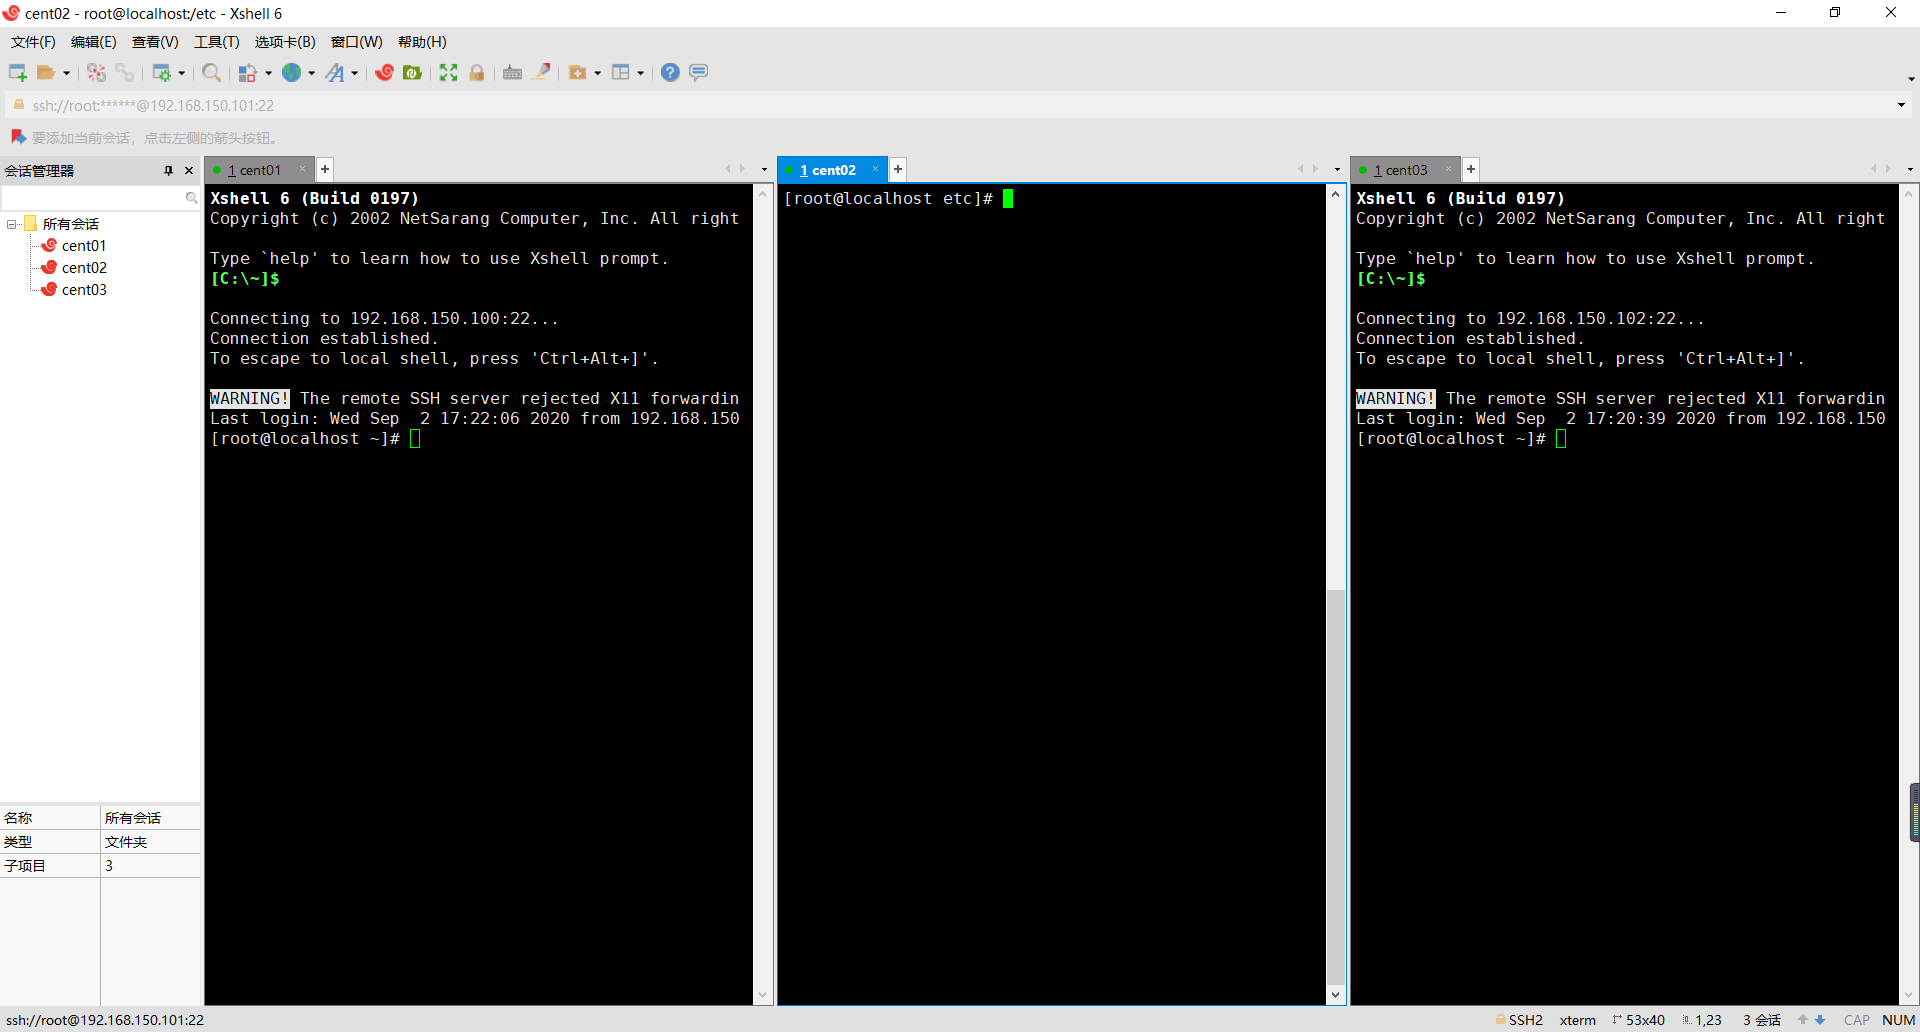 cent02 - root@localhost:/etc - Xshell 6
文件(F) 编辑(E) 查看(V) 工具(T) 选项卡(B) 窗口(W) 帮助(H)
ssh://root:******@192.168.150.101:22
要添加当前会话，点击左侧的箭头按钮。
会话管理器
所有会话
cent01
cent02
cent03
名称 所有会话
类型 文件夹
子项目 3
1 cent01
Xshell 6 (Build 0197)
Copyright (c) 2002 NetSarang Computer, Inc. All right
Type `help' to learn how to use Xshell prompt.
[C:\~]$
Connecting to 192.168.150.100:22...
Connection established.
To escape to local shell, press 'Ctrl+Alt+]'.
WARNING! The remote SSH server rejected X11 forwardin
Last login: Wed Sep  2 17:22:06 2020 from 192.168.150
[root@localhost ~]#
1 cent02
[root@localhost etc]#
1 cent03
Xshell 6 (Build 0197)
Copyright (c) 2002 NetSarang Computer, Inc. All right
Type `help' to learn how to use Xshell prompt.
[C:\~]$
Connecting to 192.168.150.102:22...
Connection established.
To escape to local shell, press 'Ctrl+Alt+]'.
WARNING! The remote SSH server rejected X11 forwardin
Last login: Wed Sep  2 17:20:39 2020 from 192.168.150
[root@localhost ~]#
ssh://root@192.168.150.101:22 SSH2 xterm 53x40 1,23 3 会话 CAP NUM